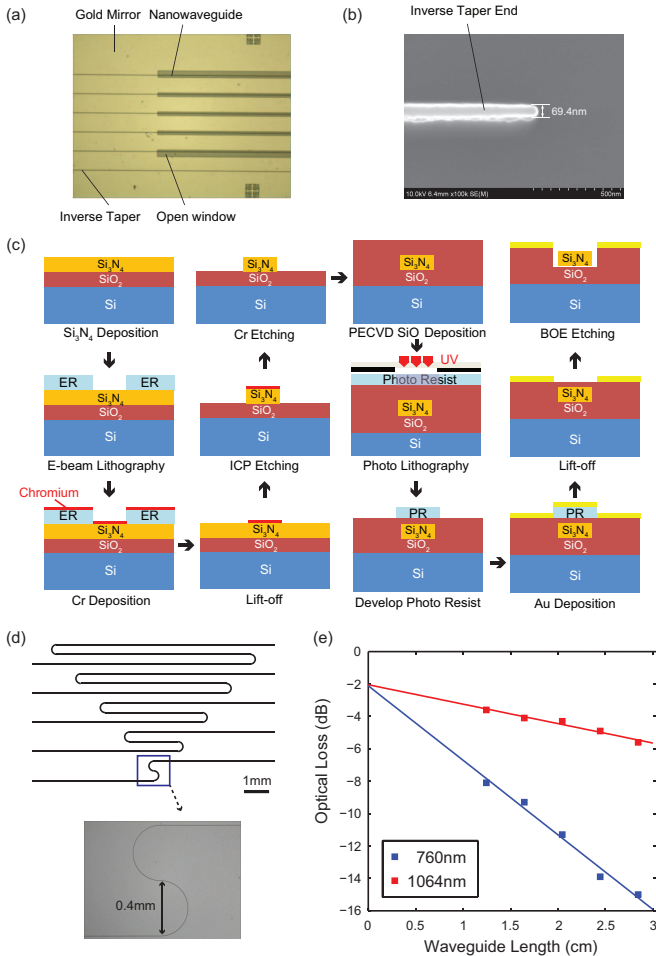 (a)
Gold Mirror
Nanowaveguide
Inverse Taper
Open window
(b)
Inverse Taper End
69.4nm
10.0kV 6.4mm x100k SE(M)
500nm
(c)
Si3N4
SiO2
Si
Si3N4 Deposition
Si3N4
SiO2
Si
Cr Etching
Si3N4
SiO2
Si
PECVD SiO Deposition
Si3N4
SiO2
Si
BOE Etching
ER
ER
Si3N4
SiO2
Si
E-beam Lithography
Si3N4
SiO2
Si
ICP Etching
UV
Photo Resist
Si3N4
SiO2
Si
Photo Lithography
Si3N4
SiO2
Si
Lift-off
Chromium
ER
ER
Si3N4
SiO2
Si
Cr Deposition
Si3N4
SiO2
Si
Lift-off
PR
Si3N4
SiO2
Si
Develop Photo Resist
PR
Si3N4
SiO2
Si
Au Deposition
(d)
1mm
0.4mm
(e)
0
−2
−4
−6
−8
−10
−12
−14
−16
Optical Loss (dB)
760nm
1064nm
0
1
2
3
Waveguide Length (cm)